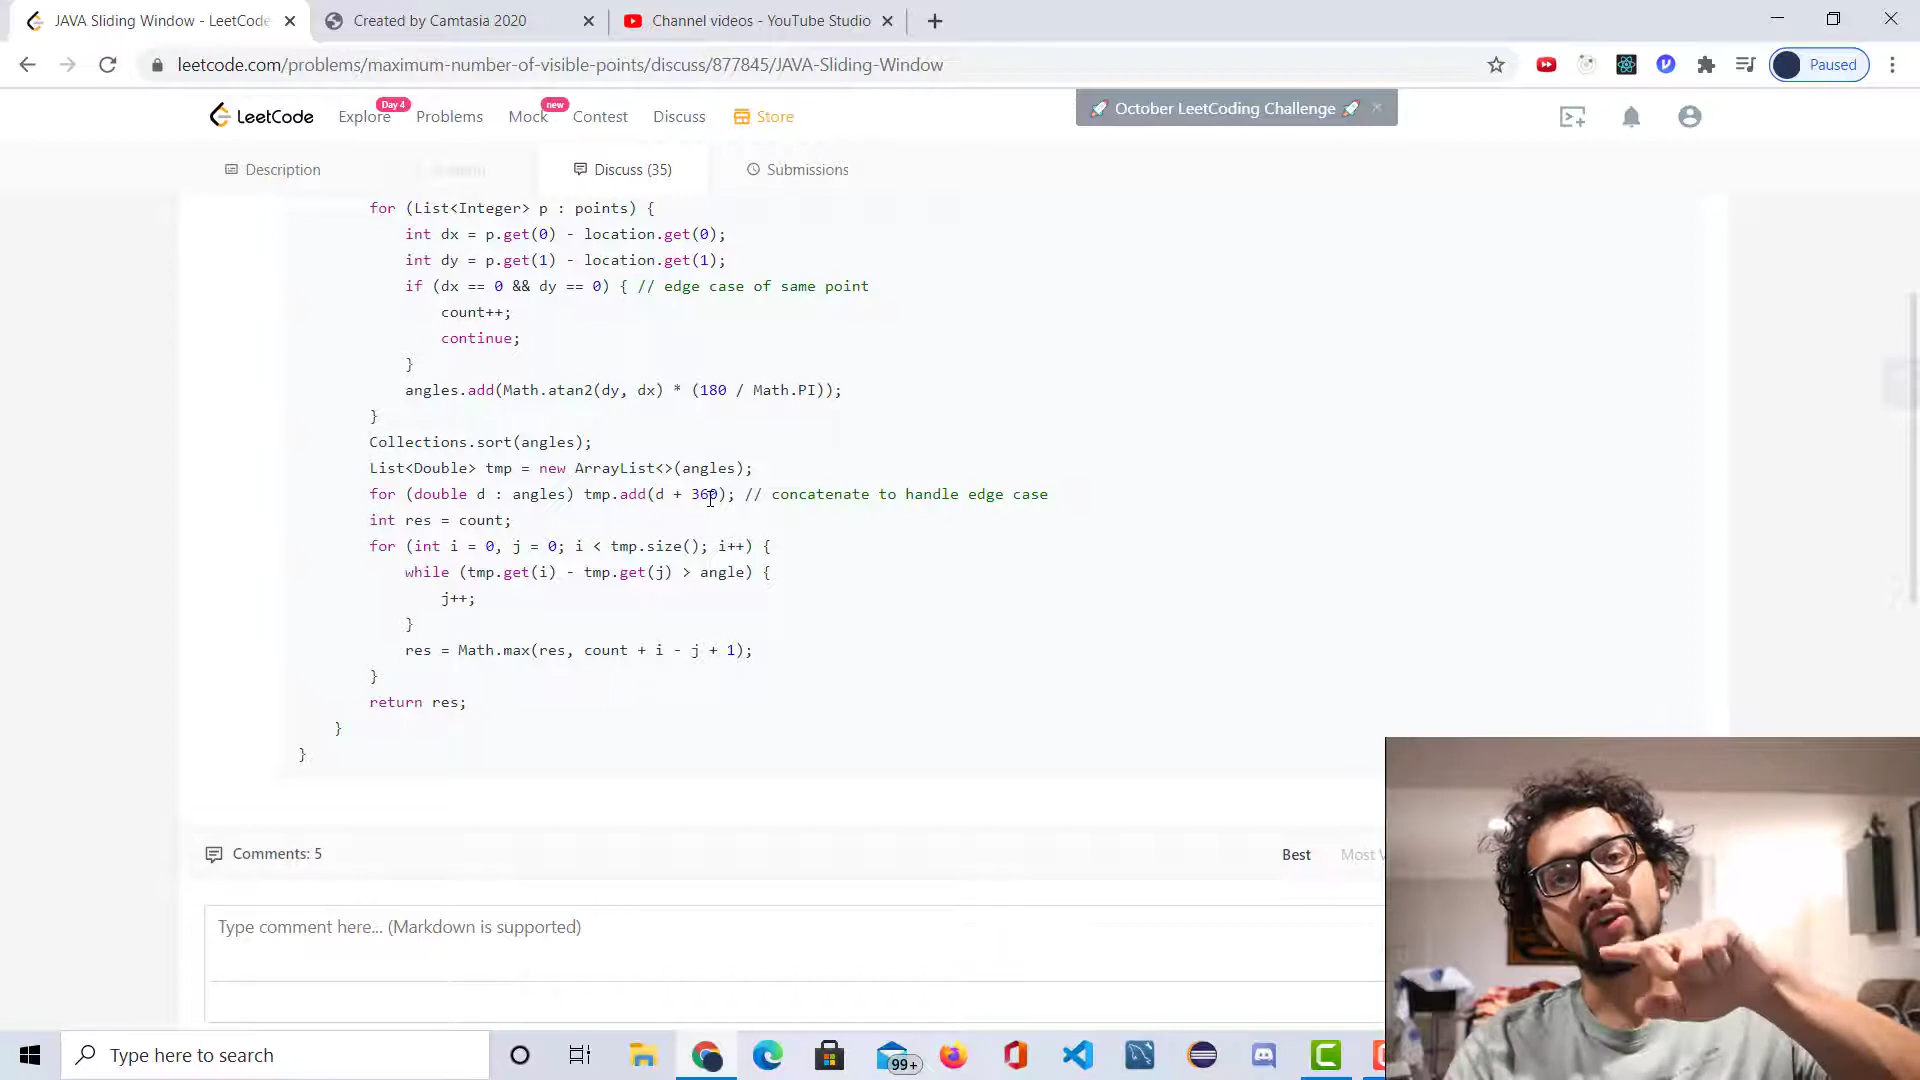 JAVA Sliding Window - LeetCode
Created by Camtasia 2020
Channel videos - YouTube Studio
leetcode.com/problems/maximum-number-of-visible-points/discuss/877845/JAVA-Sliding-Window
Paused
LeetCode
Explore
Day 4
Problems
Mock
new
Contest
Discuss
Store
🚀 October LeetCoding Challenge 🚀
Description
Discuss (35)
Submissions
for (List<Integer> p : points) {
int dx = p.get(0) - location.get(0);
int dy = p.get(1) - location.get(1);
if (dx == 0 && dy == 0) { // edge case of same point
count++;
continue;
}
angles.add(Math.atan2(dy, dx) * (180 / Math.PI));
}
Collections.sort(angles);
List<Double> tmp = new ArrayList<>(angles);
for (double d : angles) tmp.add(d + 360); // concatenate to handle edge case
int res = count;
for (int i = 0, j = 0; i < tmp.size(); i++) {
while (tmp.get(i) - tmp.get(j) > angle) {
j++;
}
res = Math.max(res, count + i - j + 1);
}
return res;
}
}
Comments: 5
Best
Most V
Type comment here... (Markdown is supported)
Type here to search
99+